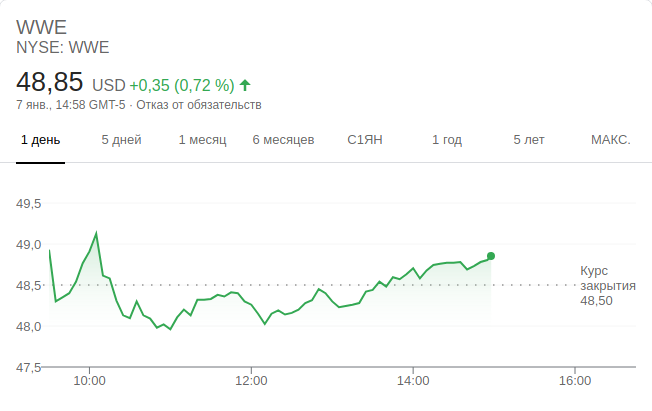 WWE
NYSE: WWE
48,85 USD +0,35 (0,72 %)
7 янв., 14:58 GMT-5 · Отказ от обязательств
1 день 5 дней 1 месяц 6 месяцев С1ЯН 1 год 5 лет МАКС.
49,5
49,0
48,5
48,0
47,5
Курс
закрытия
48,50
10:00 12:00 14:00 16:00